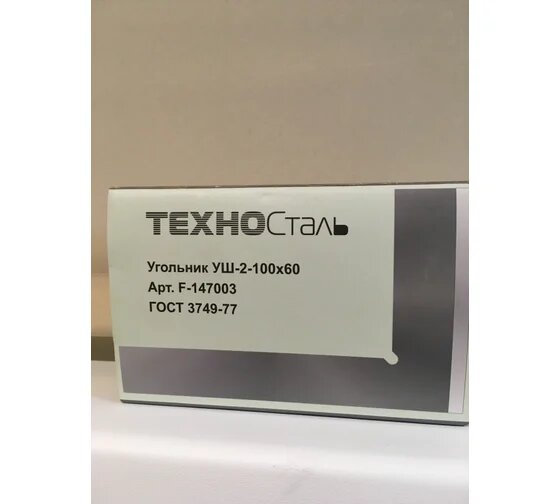 ТЕХНОСталь
Угольник УШ-2-100х60
Арт. F-147003
ГОСТ 3749-77